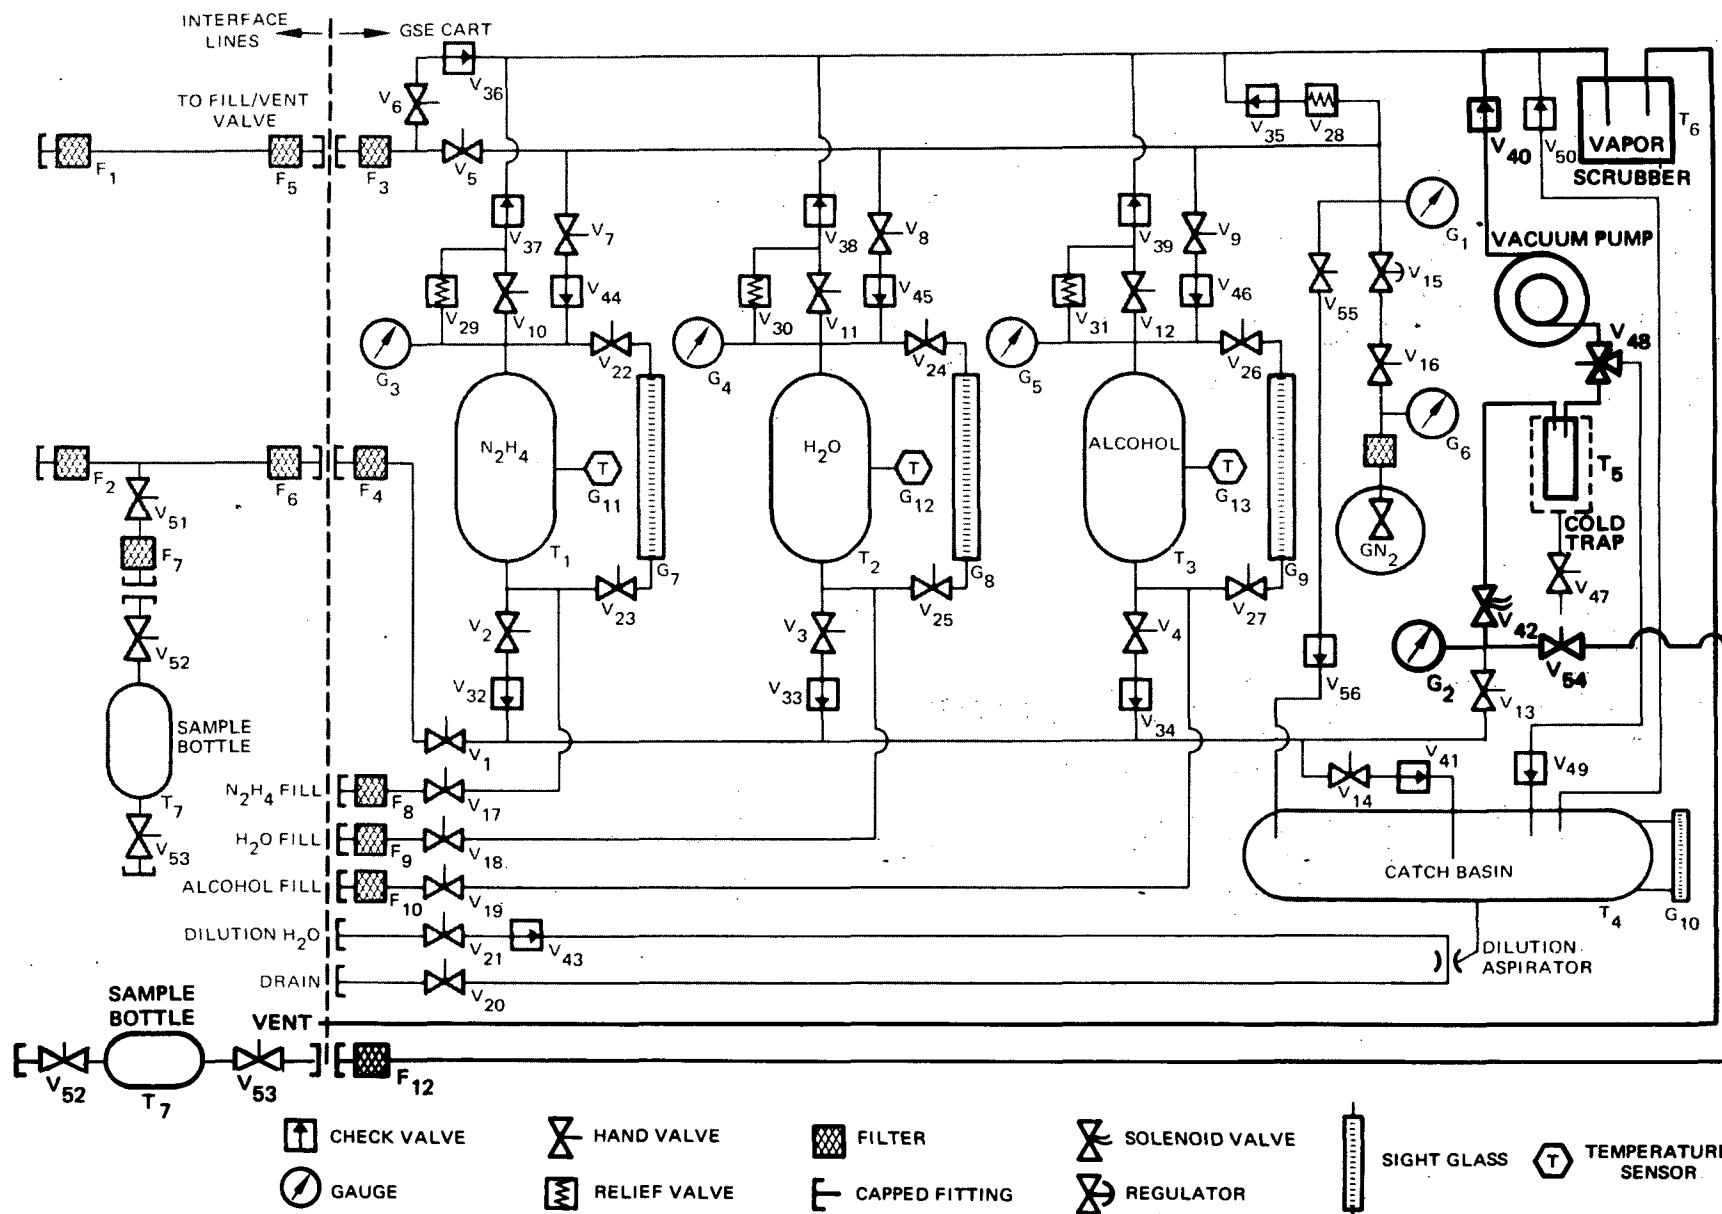 INTERFACE
LINES
GSE CART
TO FILL/VENT
VALVE
V6
V36
V35
V28
V40
V50
T6
VAPOR
SCRUBBER
F1
F5
F3
V5
V37
V7
V38
V8
V39
V9
G1
VACUUM PUMP
V44
V45
V46
V55
V15
V29
V10
V30
V11
V31
V12
V48
G3
V22
G4
V24
G5
V26
V16
N2H4
H2O
ALCOHOL
T
T
T
G11
G12
G13
G6
T5
F2
F6
F4
V51
F7
T1
G7
T2
G8
T3
G9
GN2
COLD
TRAP
V47
V2
V23
V3
V25
V4
V27
V52
V42
G2
V54
V32
V33
V34
V56
V13
SAMPLE
BOTTLE
V1
V41
V49
V14
T7
V53
N2H4 FILL
F8
V17
H2O FILL
F9
V18
ALCOHOL FILL
F10
V19
CATCH BASIN
T4
G10
DILUTION H2O
V21
V43
DILUTION
ASPIRATOR
DRAIN
V20
SAMPLE
BOTTLE
VENT
V52
T7
V53
F12
CHECK VALVE
HAND VALVE
FILTER
SOLENOID VALVE
SIGHT GLASS
T
TEMPERATURE
SENSOR
GAUGE
RELIEF VALVE
CAPPED FITTING
REGULATOR